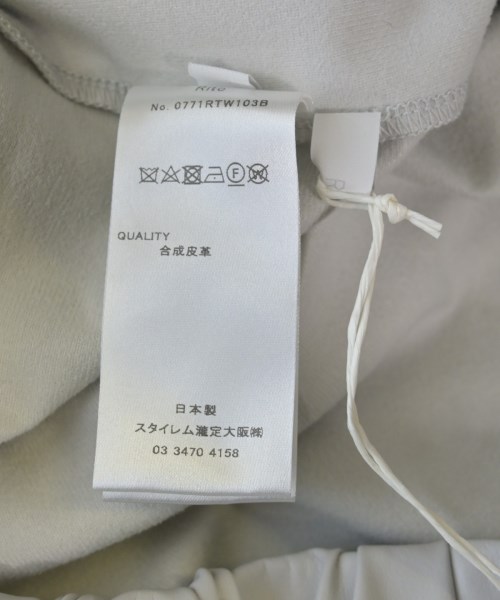 No. 0771RTW103B
QUALITY
合成皮革
日本製
スタイレム瀧定大阪㈱
03 3470 4158